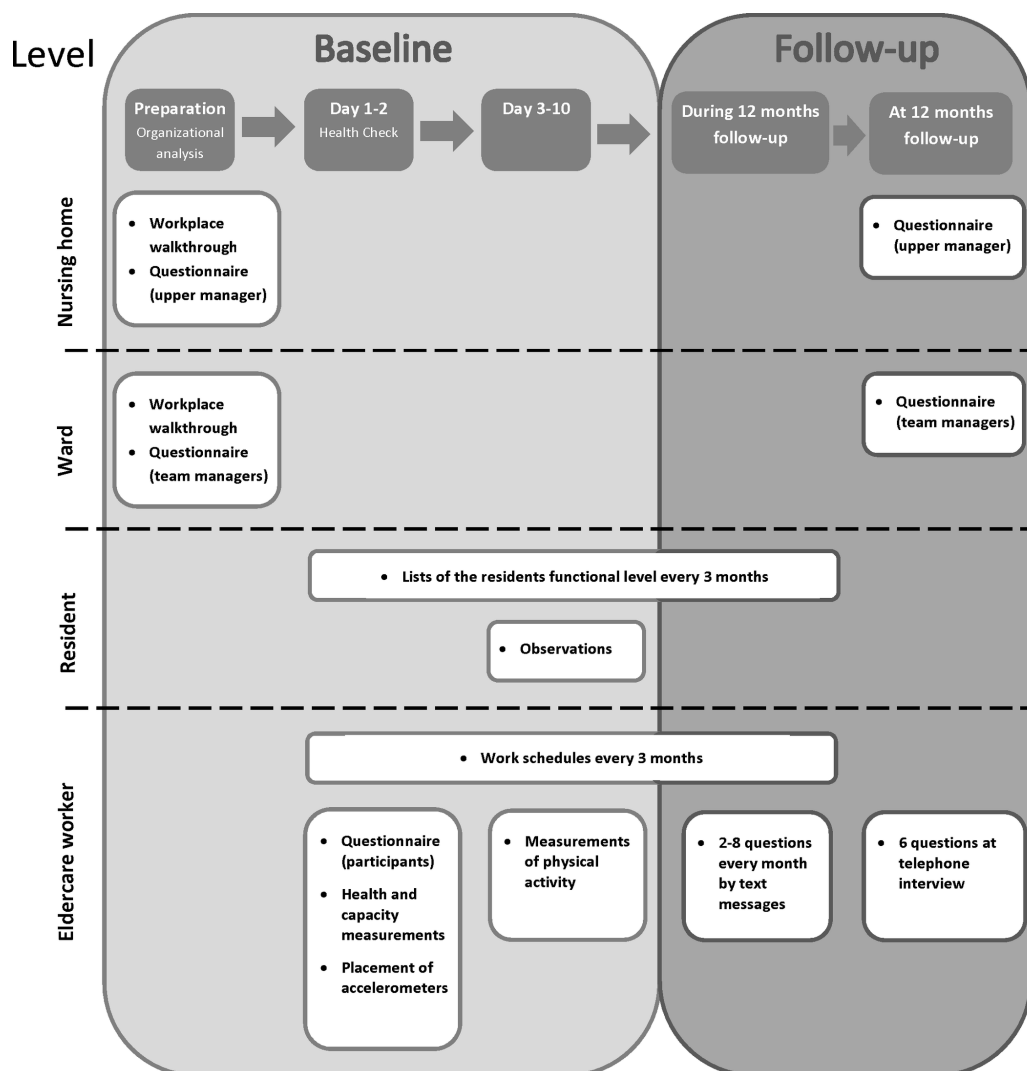 Level
Baseline
Follow-up
Preparation
Organizational
analysis
Day 1-2
Health Check
Day 3-10
During 12 months
follow-up
At 12 months
follow-up
Nursing home
• Workplace
walkthrough
• Questionnaire
(upper manager)
• Questionnaire
(upper manager)
Ward
• Workplace
walkthrough
• Questionnaire
(team managers)
• Questionnaire
(team managers)
Resident
• Lists of the residents functional level every 3 months
• Observations
Eldercare worker
• Work schedules every 3 months
• Questionnaire
(participants)
• Health and
capacity
measurements
• Placement of
accelerometers
• Measurements
of physical
activity
• 2-8 questions
every month
by text
messages
• 6 questions at
telephone
interview